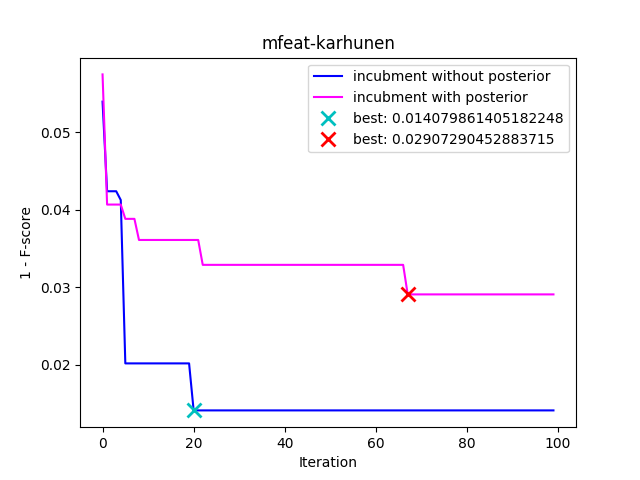 mfeat-karhunen
incubment without posterior
incubment with posterior
best: 0.014079861405182248
best: 0.02907290452883715
1 - F-score
0.05
0.04
0.03
0.02
0
20
40
60
80
100
Iteration